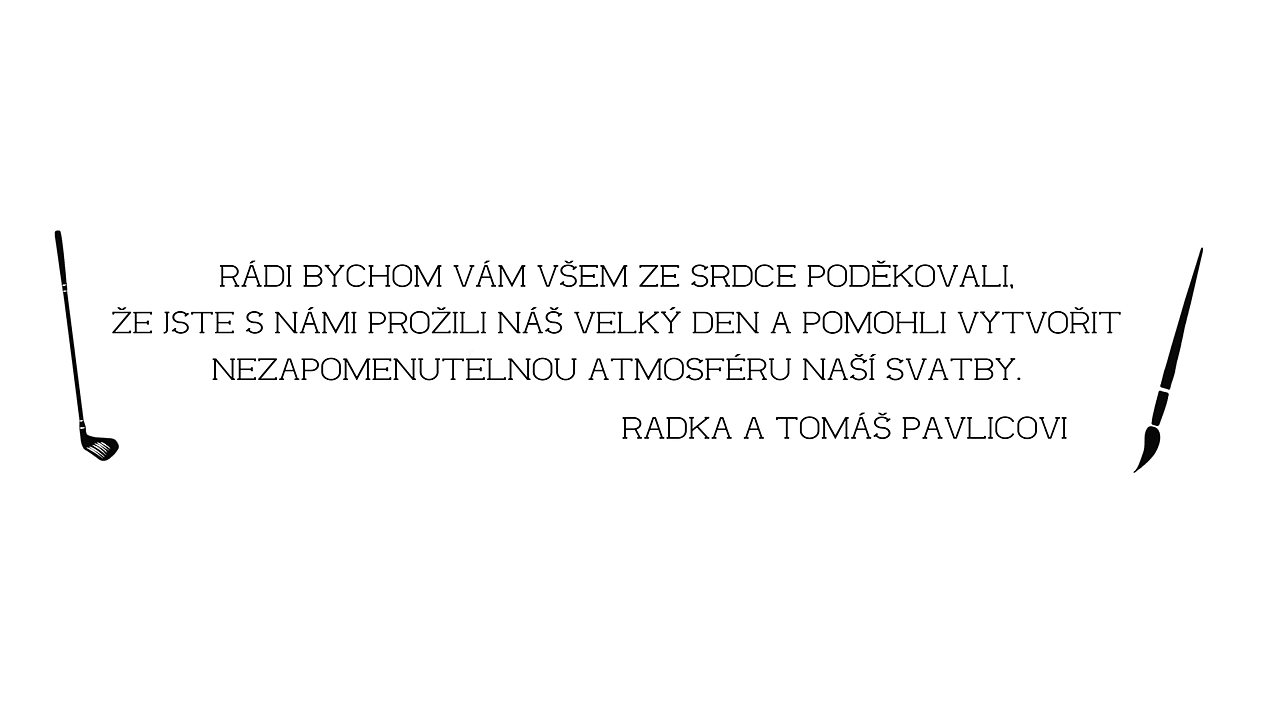 RÁDI BYCHOM VÁM VŠEM ZE SRDCE PODĚKOVALI,
ŽE JSTE S NÁMI PROŽILI NÁŠ VELKÝ DEN A POMOHLI VYTVOŘIT
NEZAPOMENUTELNOU ATMOSFÉRU NAŠÍ SVATBY.
RADKA A TOMÁŠ PAVLICOVI